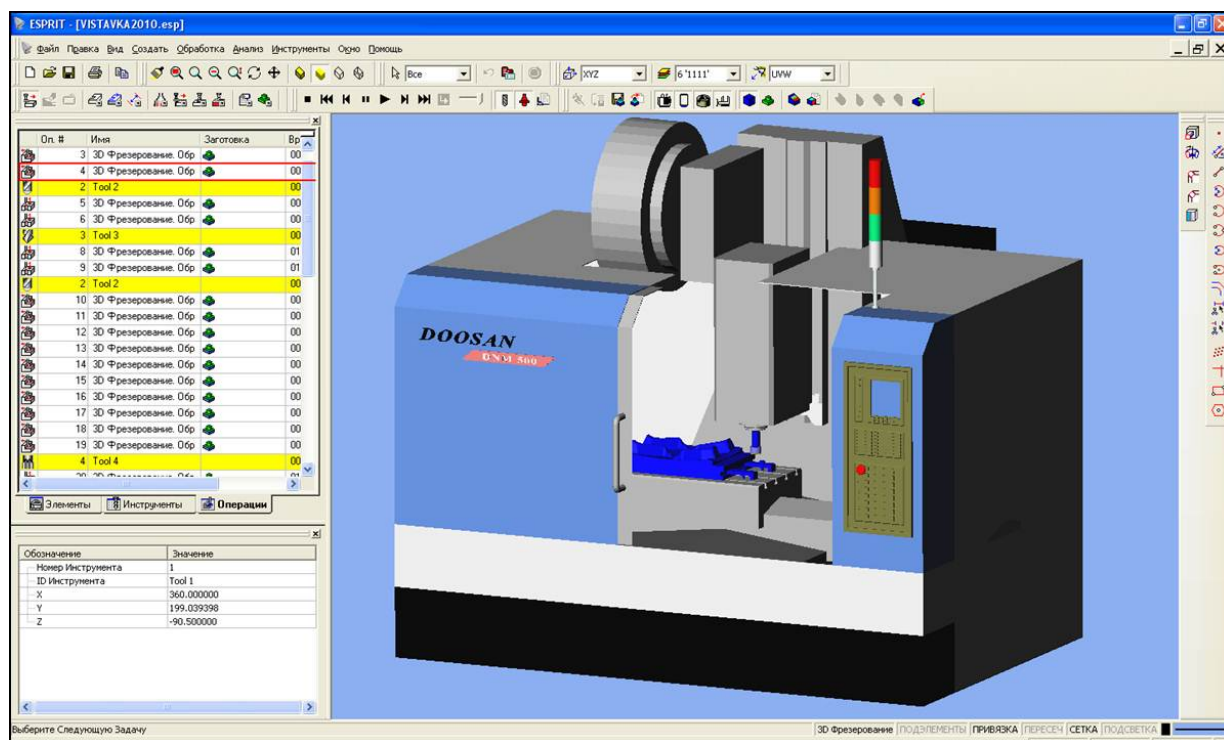 ESPRIT - [VISTAVKA2010.esp]
Файл Правка Вид Создать Обработка Анализ Инструменты Окно Помощь
Все XYZ 6 '1111' UVW
Оп. # Имя Заготовка Вр
3 3D Фрезерование. Обр 00
4 3D Фрезерование. Обр 00
2 Tool 2 00
5 3D Фрезерование. Обр 00
6 3D Фрезерование. Обр 00
3 Tool 3 00
8 3D Фрезерование. Обр 01
9 3D Фрезерование. Обр 01
2 Tool 2 00
10 3D Фрезерование. Обр 00
11 3D Фрезерование. Обр 00
12 3D Фрезерование. Обр 00
13 3D Фрезерование. Обр 00
14 3D Фрезерование. Обр 00
15 3D Фрезерование. Обр 00
16 3D Фрезерование. Обр 00
17 3D Фрезерование. Обр 00
18 3D Фрезерование. Обр 00
19 3D Фрезерование. Обр 00
4 Tool 4 00
Элементы Инструменты Операции
Обозначение Значение
Номер Инструмента 1
ID Инструмента Tool 1
X 360.000000
Y 199.039398
Z -90.500000
DOOSAN
DNM 500
Выберите Следующую Задачу
3D Фрезерование ПОДЭЛЕМЕНТЫ ПРИВЯЗКА ПЕРЕСЕЧ СЕТКА ПОДСВЕТКА